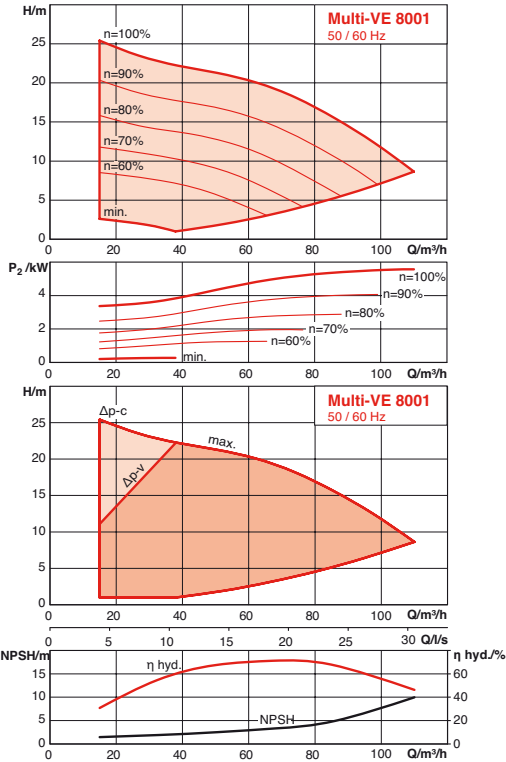 H/m
Multi-VE 8001
50 / 60 Hz
n=100%
n=90%
n=80%
n=70%
n=60%
min.
25
20
15
10
5
0
0 20 40 60 80 100 Q/m³/h
P₂ /kW
4
2
0
n=100%
n=90%
n=80%
n=70%
n=60%
min.
0 20 40 60 80 100 Q/m³/h
H/m
Multi-VE 8001
50 / 60 Hz
Δp-c
max.
Δp-v
25
20
15
10
5
0
0 20 40 60 80 100 Q/m³/h
0 5 10 15 20 25 30 Q/l/s
NPSH/m
η hyd./%
η hyd.
NPSH
15
10
5
0
60
40
20
0
0 20 40 60 80 100 Q/m³/h